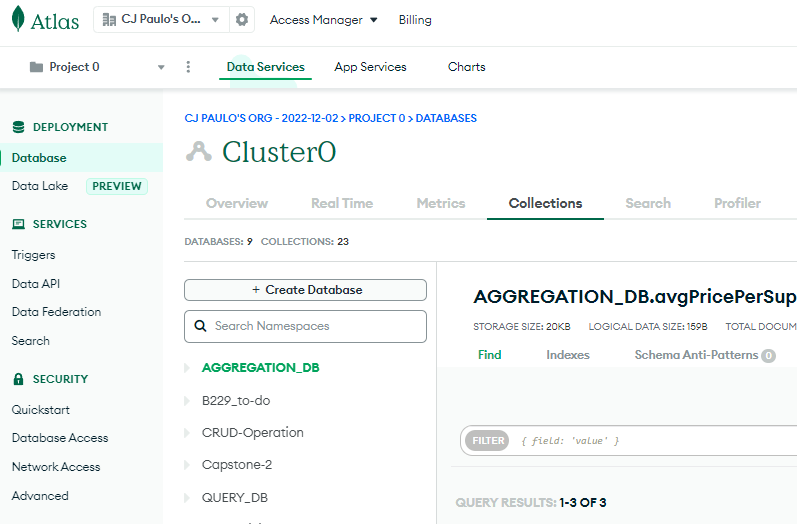 Atlas
CJ Paulo's O...
Access Manager
Billing
Project 0
Data Services
App Services
Charts
DEPLOYMENT
Database
Data Lake PREVIEW
SERVICES
Triggers
Data API
Data Federation
Search
SECURITY
Quickstart
Database Access
Network Access
Advanced
CJ PAULO'S ORG - 2022-12-02 > PROJECT 0 > DATABASES
Cluster0
Overview Real Time Metrics Collections Search Profiler
DATABASES: 9 COLLECTIONS: 23
+ Create Database
Search Namespaces
AGGREGATION_DB
B229_to-do
CRUD-Operation
Capstone-2
QUERY_DB
AGGREGATION_DB.avgPricePerSup
STORAGE SIZE: 20KB LOGICAL DATA SIZE: 159B TOTAL DOCUM
Find Indexes Schema Anti-Patterns 0
FILTER { field: 'value' }
QUERY RESULTS: 1-3 OF 3